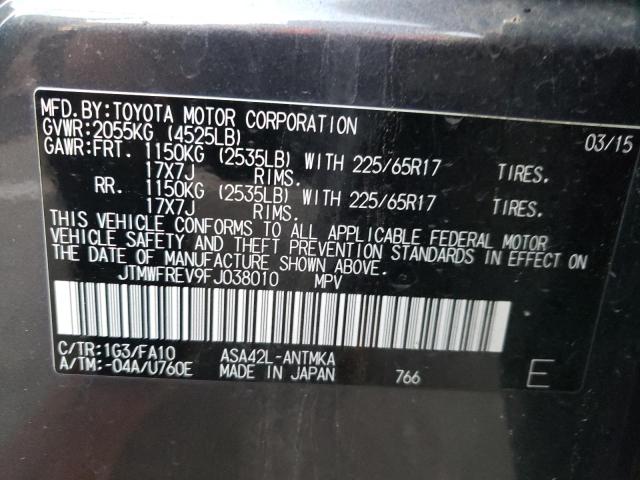 MFD.BY:TOYOTA MOTOR CORPORATION 03/15
GVWR:2055KG (4525LB)
GAWR:FRT. 1150KG (2535LB) WITH 225/65R17 TIRES.
17X7J RIMS.
RR. 1150KG (2535LB) WITH 225/65R17 TIRES.
17X7J RIMS.
THIS VEHICLE CONFORMS TO ALL APPLICABLE FEDERAL MOTOR
VEHICLE SAFETY AND THEFT PREVENTION STANDARDS IN EFFECT ON
THE DATE OF MANUFACTURE SHOWN ABOVE.
JTMWFREV9FJ038010 MPV
C/TR:1G3/FA10 ASA42L-ANTMKA
A/TM:-04A/U760E MADE IN JAPAN 766 E